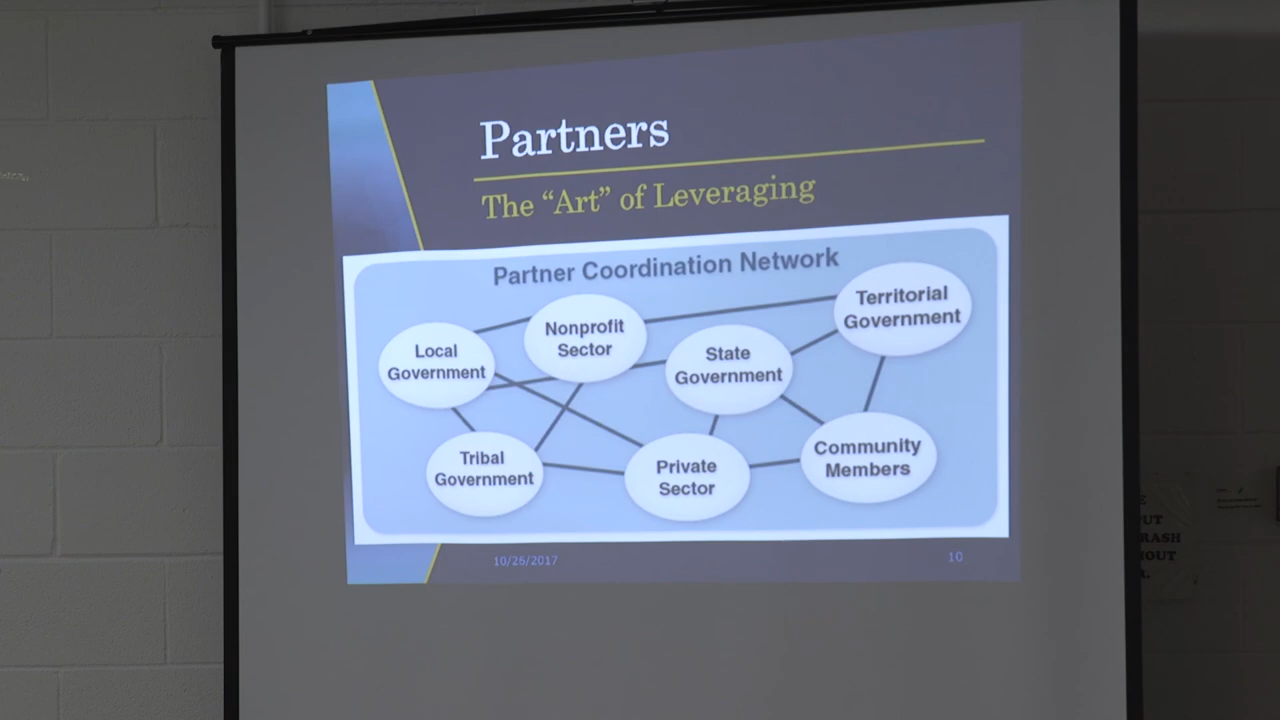 Partners
The “Art” of Leveraging
Partner Coordination Network
Territorial
Government
Nonprofit
Sector
Local
Government
State
Government
Tribal
Government
Private
Sector
Community
Members
10/26/2017
10